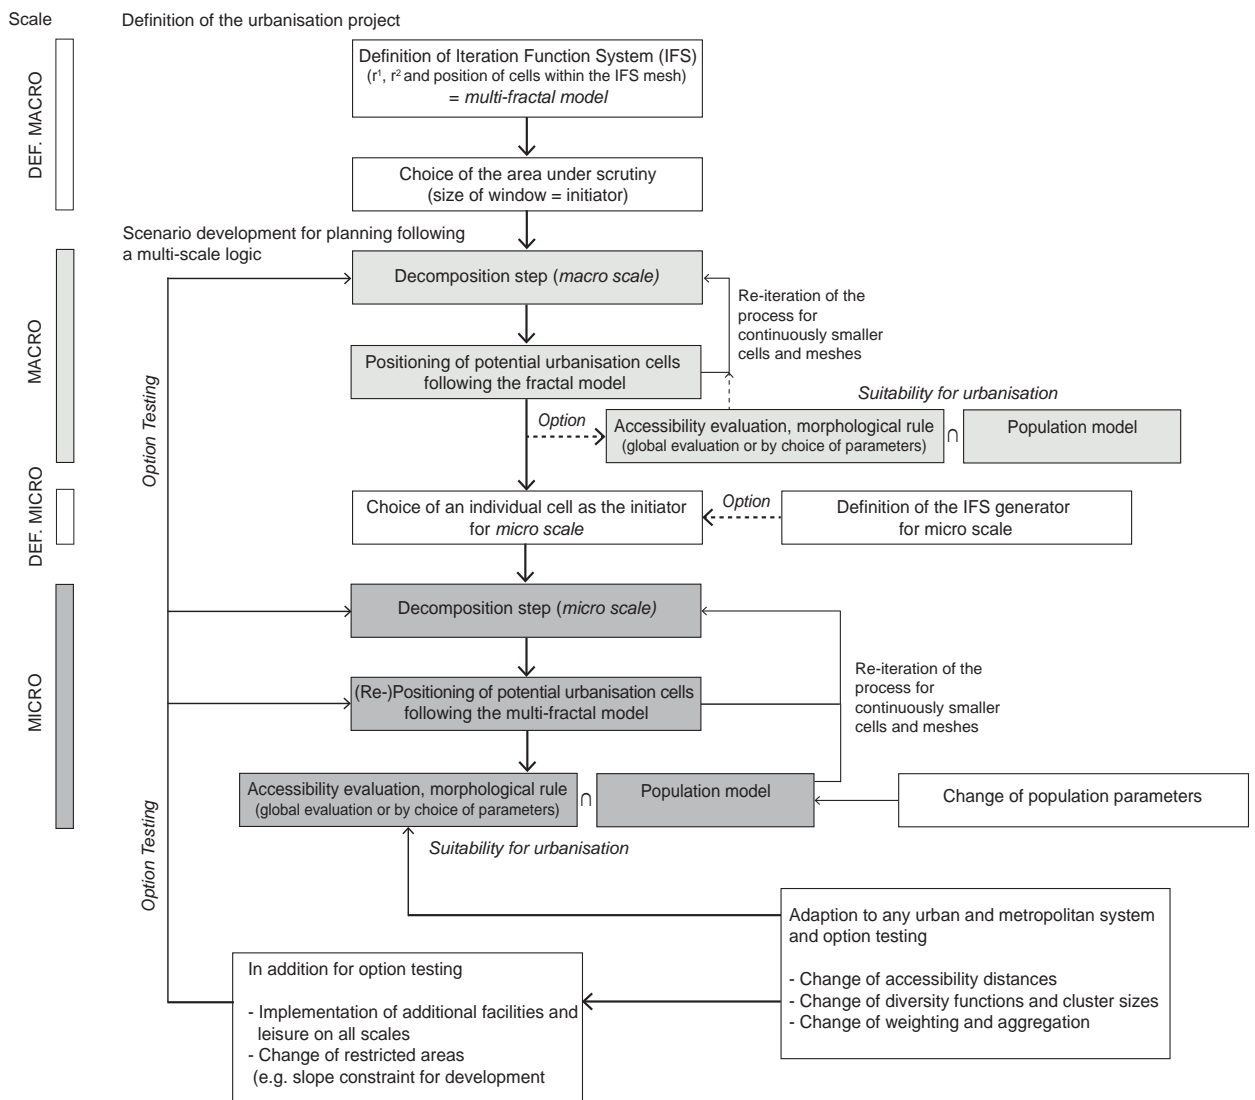 Scale
Definition of the urbanisation project
DEF. MACRO
Definition of Iteration Function System (IFS)
(r¹, r² and position of cells within the IFS mesh)
= multi-fractal model
Choice of the area under scrutiny
(size of window = initiator)
Scenario development for planning following
a multi-scale logic
MACRO
Option Testing
Decomposition step (macro scale)
Re-iteration of the
process for
continuously smaller
cells and meshes
Positioning of potential urbanisation cells
following the fractal model
Suitability for urbanisation
Option
Accessibility evaluation, morphological rule
(global evaluation or by choice of parameters)
∩
Population model
DEF. MICRO
Choice of an individual cell as the initiator
for micro scale
Option
Definition of the IFS generator
for micro scale
MICRO
Decomposition step (micro scale)
Re-iteration of the
process for
continuously smaller
cells and meshes
(Re-)Positioning of potential urbanisation cells
following the multi-fractal model
Accessibility evaluation, morphological rule
(global evaluation or by choice of parameters)
∩
Population model
Change of population parameters
Suitability for urbanisation
Option Testing
Adaption to any urban and metropolitan system
and option testing
- Change of accessibility distances
- Change of diversity functions and cluster sizes
- Change of weighting and aggregation
In addition for option testing
- Implementation of additional facilities and
leisure on all scales
- Change of restricted areas
(e.g. slope constraint for development